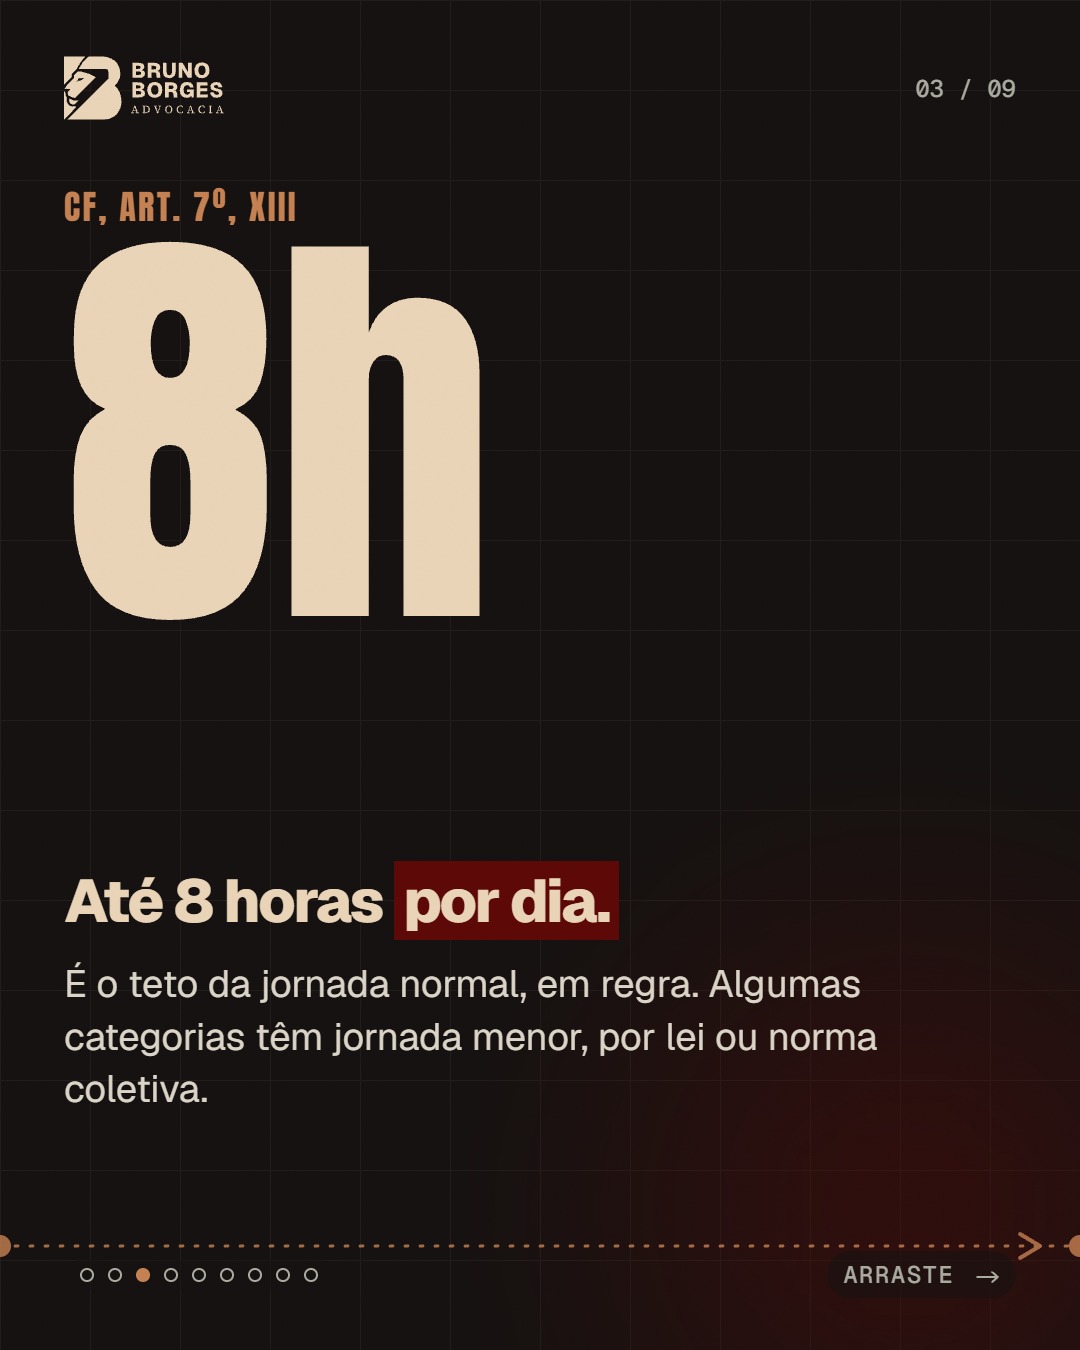 BRUNO
BORGES
ADVOCACIA
03 / 09
CF, ART. 7º, XIII
8h
Até 8 horas por dia.
É o teto da jornada normal, em regra. Algumas
categorias têm jornada menor, por lei ou norma
coletiva.
ARRASTE →